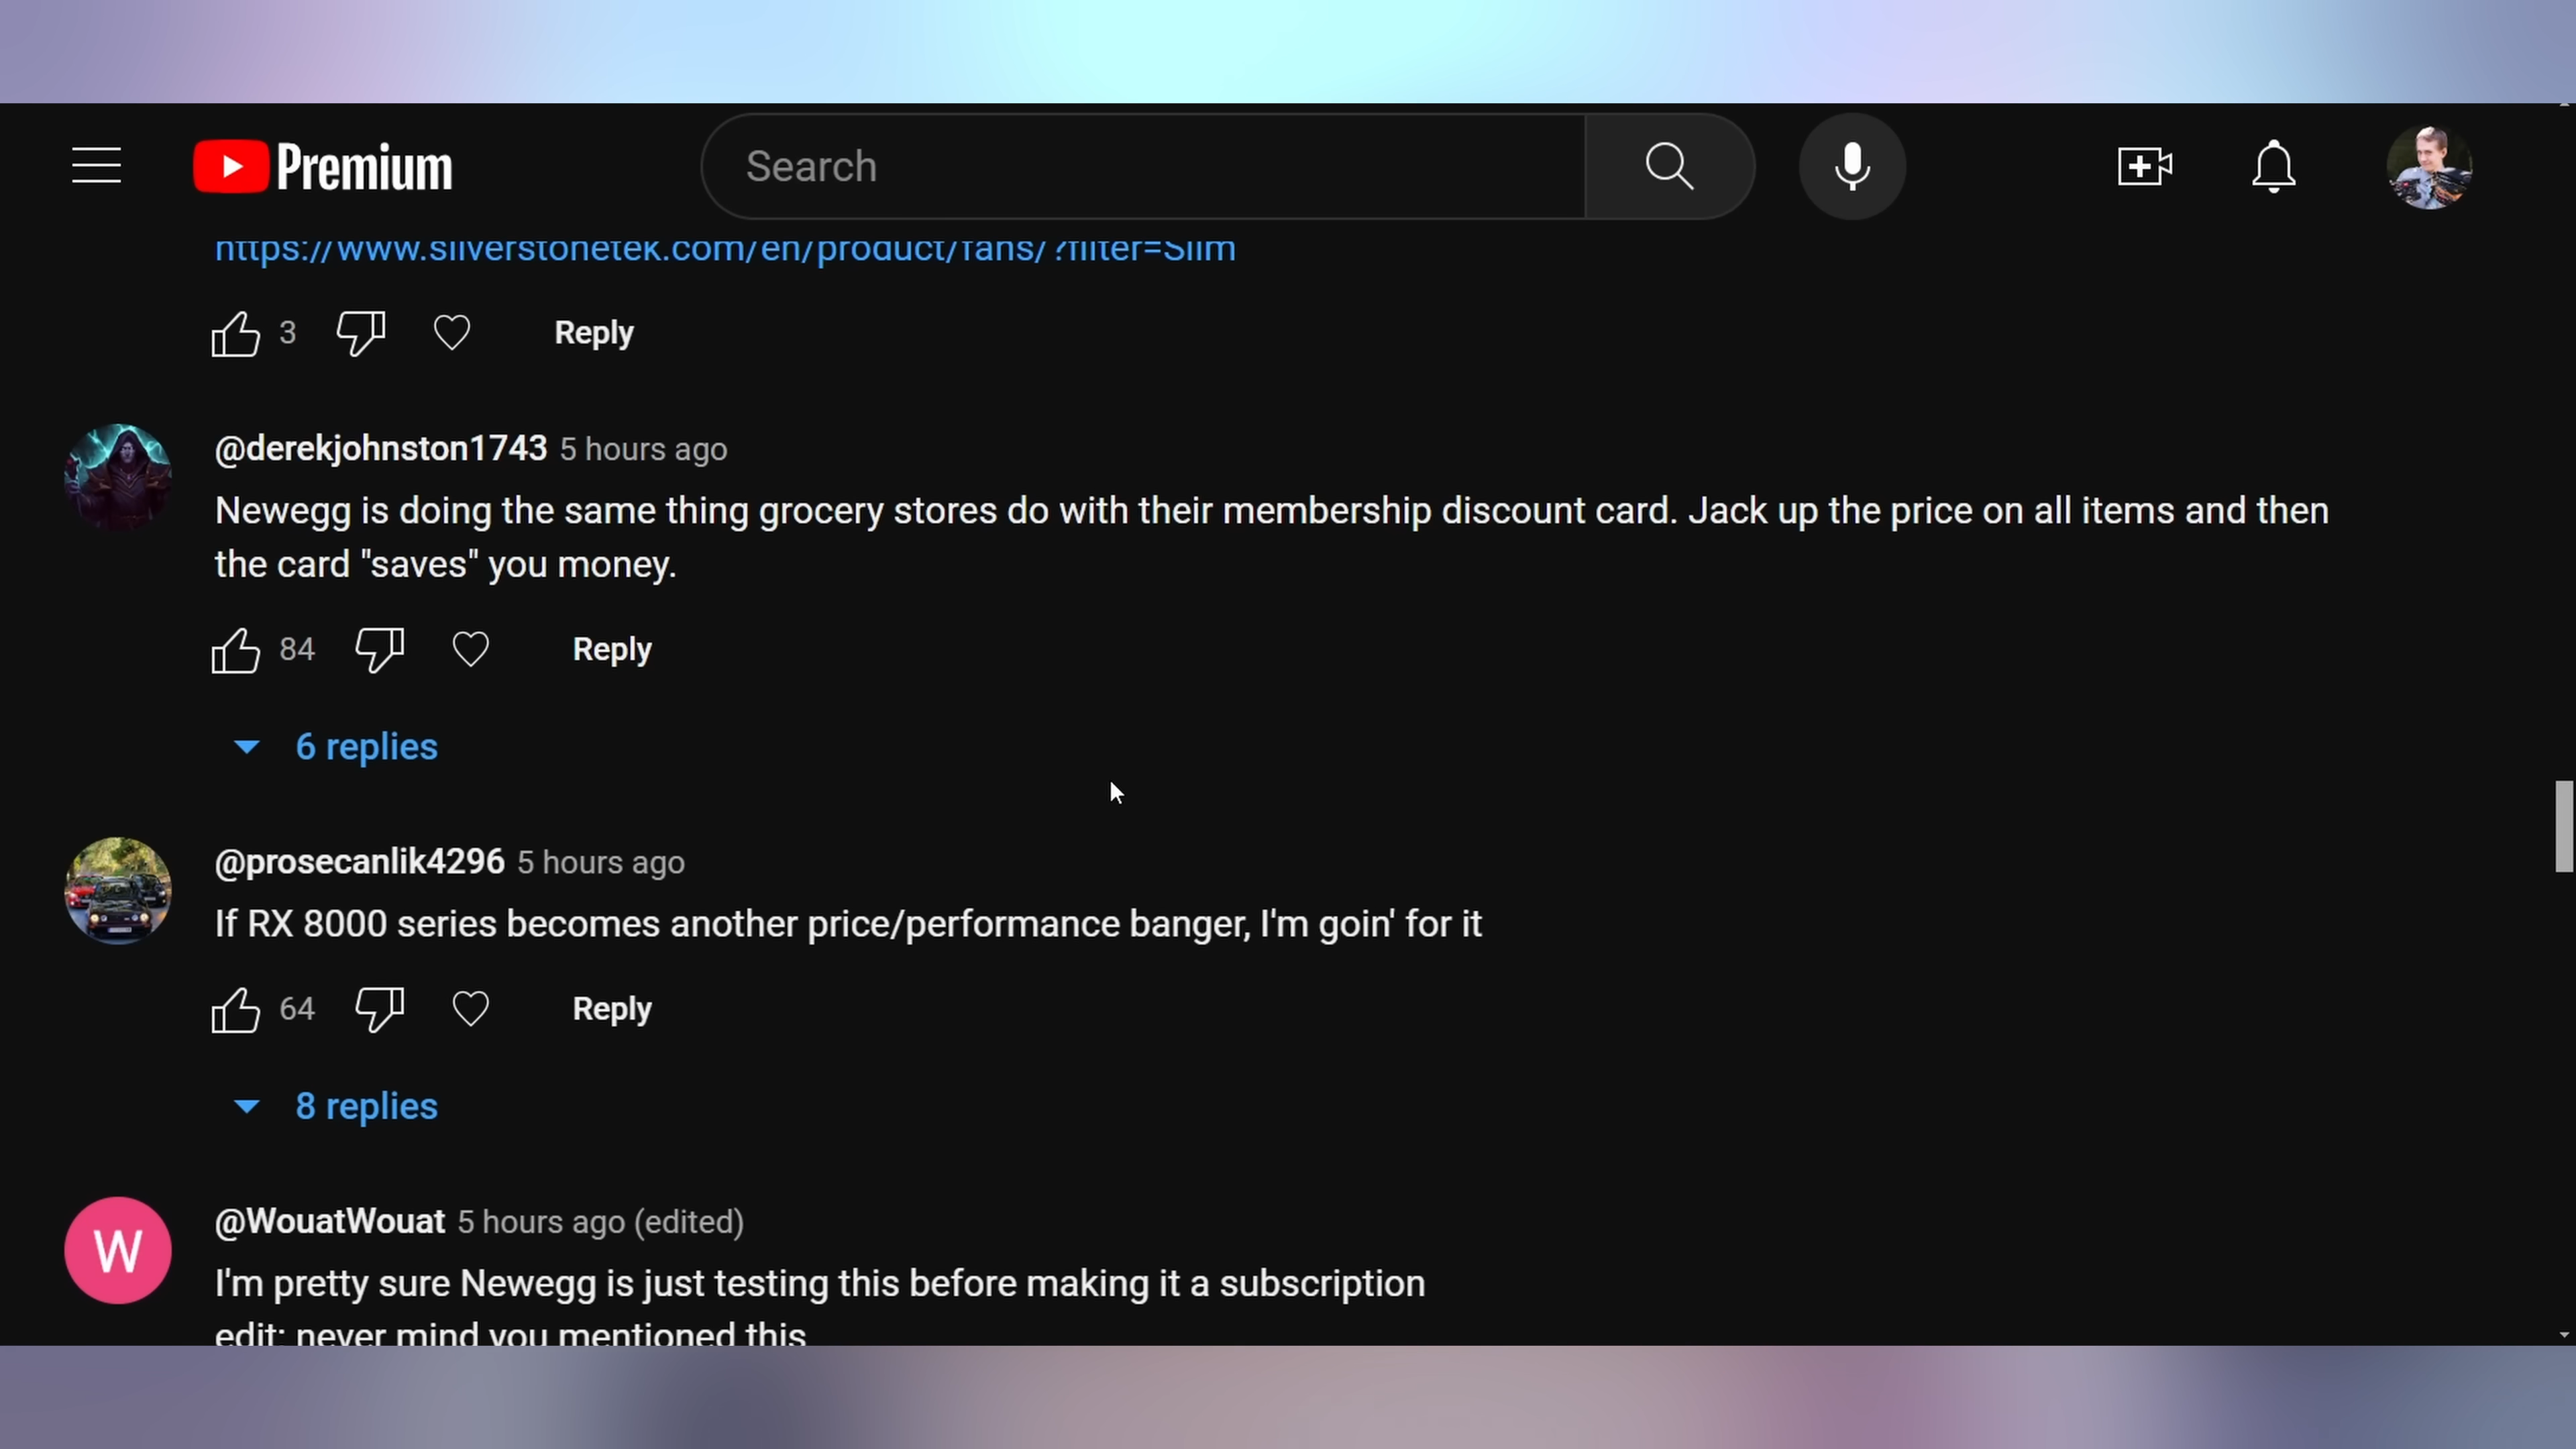 Premium
Search
https://www.silverstonetek.com/en/product/fans/?filter=Slim
3
Reply
@derekjohnston1743 5 hours ago
Newegg is doing the same thing grocery stores do with their membership discount card. Jack up the price on all items and then
the card "saves" you money.
84
Reply
6 replies
@prosecanlik4296 5 hours ago
If RX 8000 series becomes another price/performance banger, I'm goin' for it
64
Reply
8 replies
W
@WouatWouat 5 hours ago (edited)
I'm pretty sure Newegg is just testing this before making it a subscription
edit: never mind you mentioned this